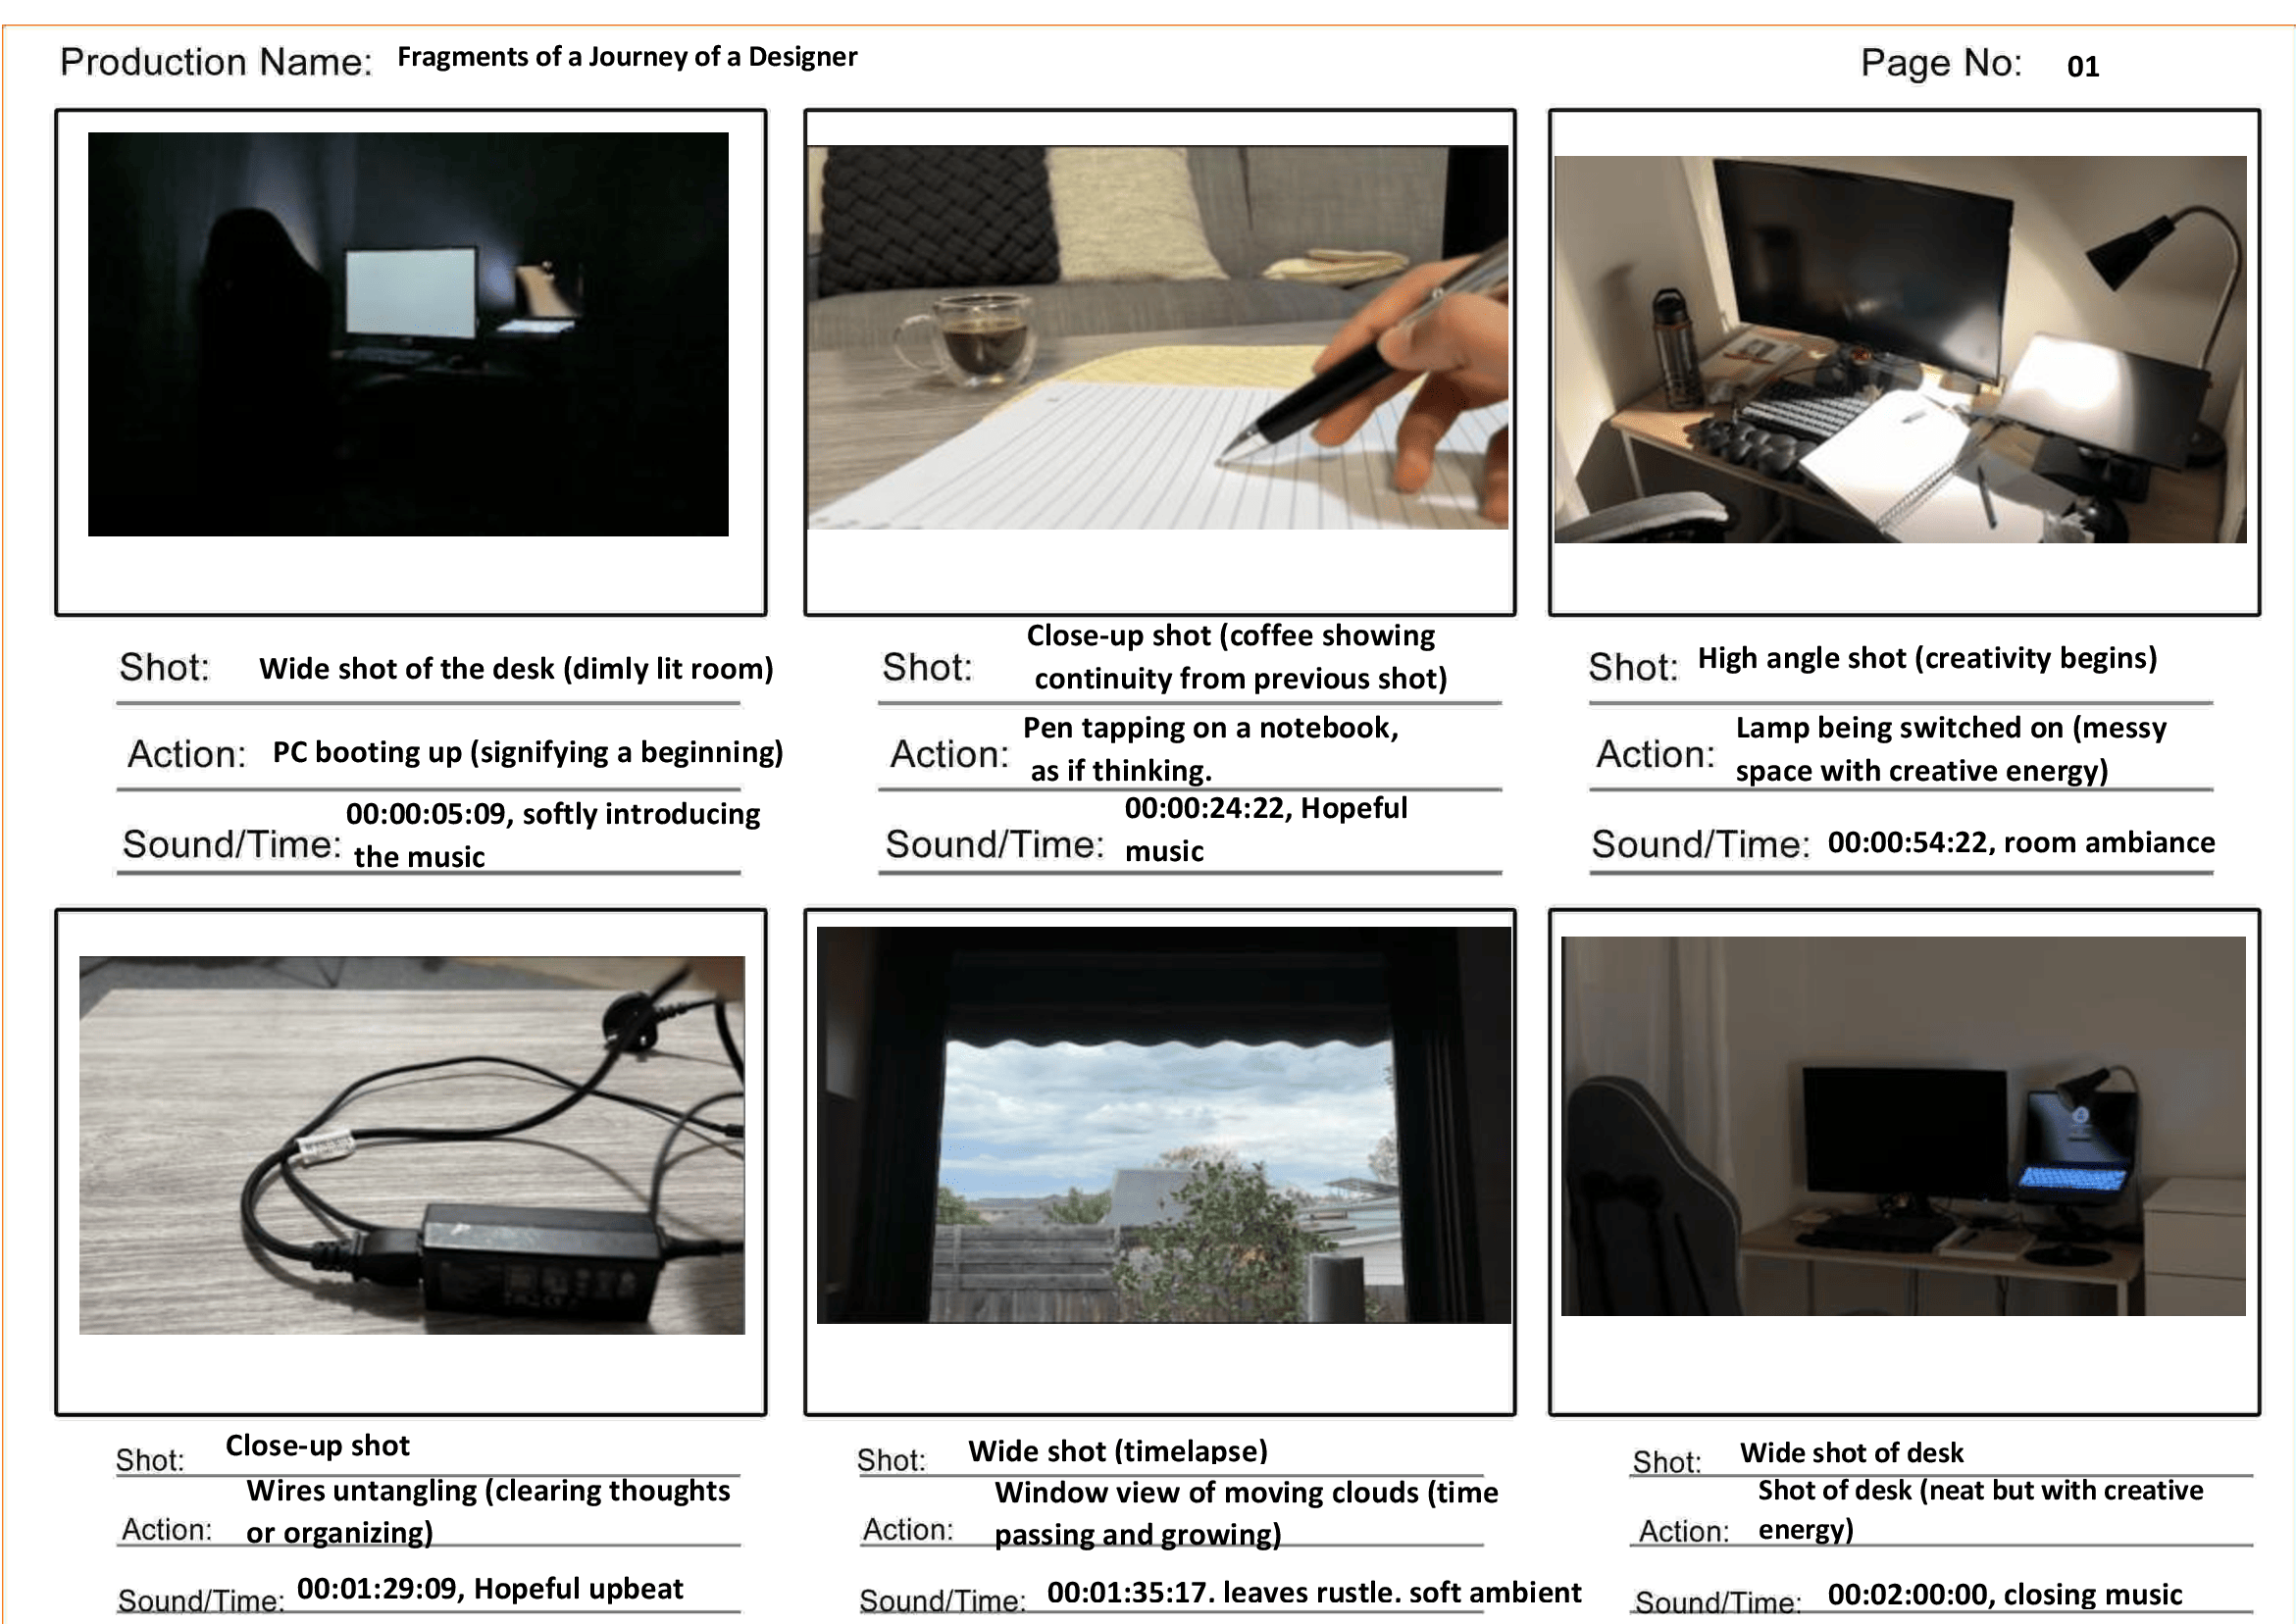 Production Name: Fragments of a Journey of a Designer
Page No: 01
Shot: Wide shot of the desk (dimly lit room)
Action: PC booting up (signifying a beginning)
Sound/Time: 00:00:05:09, softly introducing
the music
Shot: Close-up shot (coffee showing
continuity from previous shot)
Action: Pen tapping on a notebook,
as if thinking.
Sound/Time: 00:00:24:22, Hopeful
music
Shot: High angle shot (creativity begins)
Action: Lamp being switched on (messy
space with creative energy)
Sound/Time: 00:00:54:22, room ambiance
Shot: Close-up shot
Action: Wires untangling (clearing thoughts
or organizing)
Sound/Time: 00:01:29:09, Hopeful upbeat
Shot: Wide shot (timelapse)
Action: Window view of moving clouds (time
passing and growing)
Sound/Time: 00:01:35:17. leaves rustle. soft ambient
Shot: Wide shot of desk
Action: Shot of desk (neat but with creative
energy)
Sound/Time: 00:02:00:00, closing music